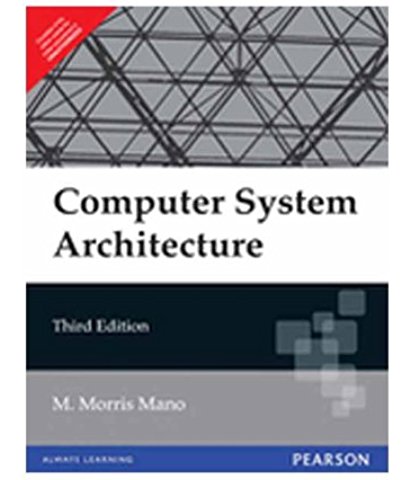 Computer System
Architecture
Third Edition
M. Morris Mano
ALWAYS LEARNING
PEARSON